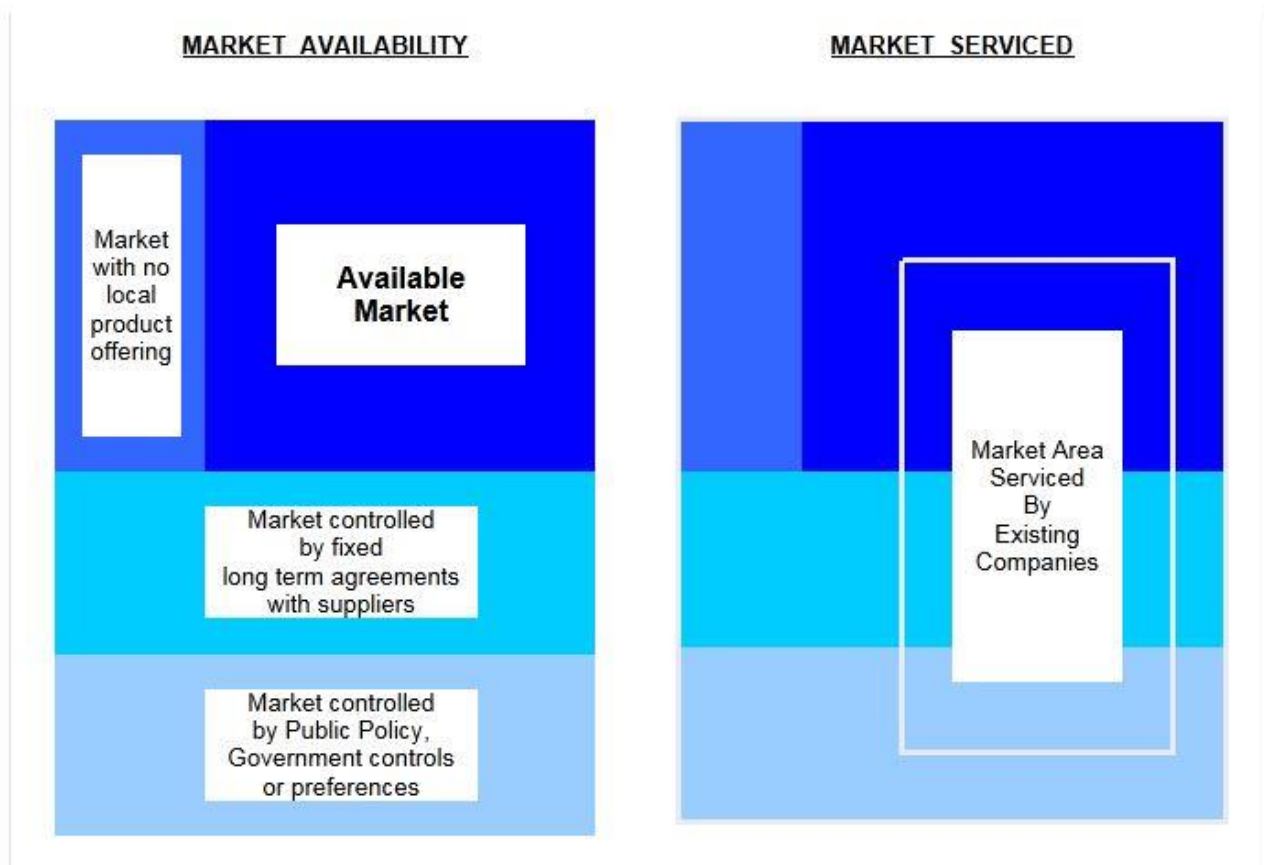 MARKET AVAILABILITY
MARKET SERVICED
Market
with no
local
product
offering
Available
Market
Market controlled
by fixed
long term agreements
with suppliers
Market controlled
by Public Policy,
Government controls
or preferences
Market Area
Serviced
By
Existing
Companies